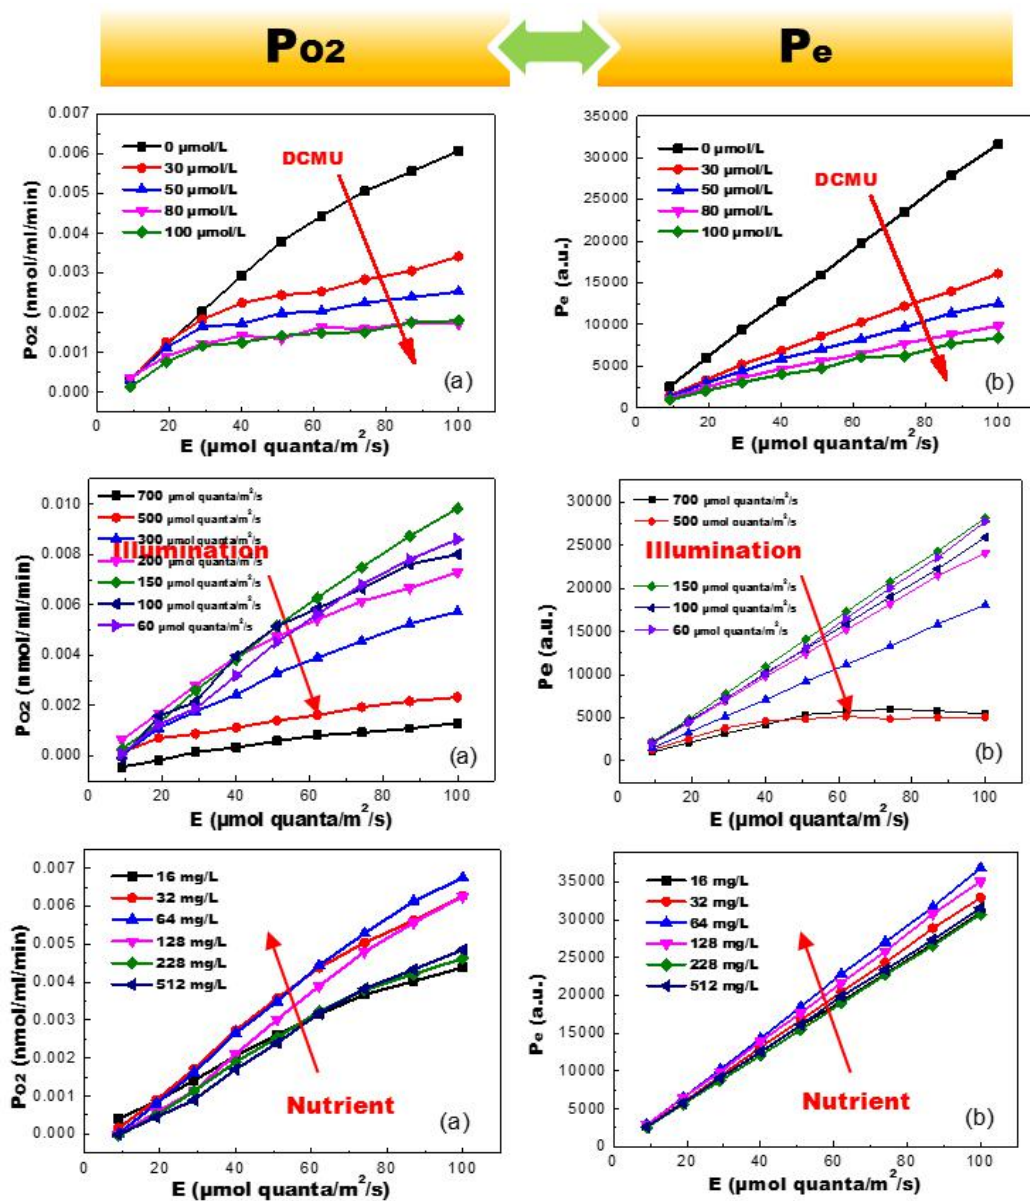 PO2
Pe
0.007
0.006
0.005
0.004
0.003
0.002
0.001
0.000
PO2 (nmol/ml/ml/min)
0 μmol/L
30 μmol/L
50 μmol/L
80 μmol/L
100 μmol/L
DCMU
(a)
0 20 40 60 80 100
E (μmol quanta/m²/s)
35000
30000
25000
20000
15000
10000
5000
0
Pe (a.u.)
0 μmol/L
30 μmol/L
50 μmol/L
80 μmol/L
100 μmol/L
DCMU
(b)
0 20 40 60 80 100
E (μmol quanta/m²/s)
0.010
0.008
0.006
0.004
0.002
0.000
PO2 (nmol/ml/ml/min)
700 μmol quanta/m²/s
500 μmol quanta/m²/s
300 μmol quanta/m²/s
Illumination
200 μmol quanta/m²/s
150 μmol quanta/m²/s
100 μmol quanta/m²/s
60 μmol quanta/m²/s
(a)
0 20 40 60 80 100
E (μmol quanta/m²/s)
30000
25000
20000
15000
10000
5000
0
Pe (a.u.)
700 μmol quanta/m²/s
500 μmol quanta/m²/s
Illumination
150 μmol quanta/m²/s
100 μmol quanta/m²/s
60 μmol quanta/m²/s
(b)
0 20 40 60 80 100
E (μmol quanta/m²/s)
0.007
0.006
0.005
0.004
0.003
0.002
0.001
0.000
PO2 (nmol/ml/ml/min)
16 mg/L
32 mg/L
64 mg/L
128 mg/L
228 mg/L
512 mg/L
Nutrient
(a)
0 20 40 60 80 100
E (μmol quanta/m²/s)
35000
30000
25000
20000
15000
10000
5000
0
Pe (a.u.)
16 mg/L
32 mg/L
64 mg/L
128 mg/L
228 mg/L
512 mg/L
Nutrient
(b)
0 20 40 60 80 100
E (μmol quanta/m²/s)